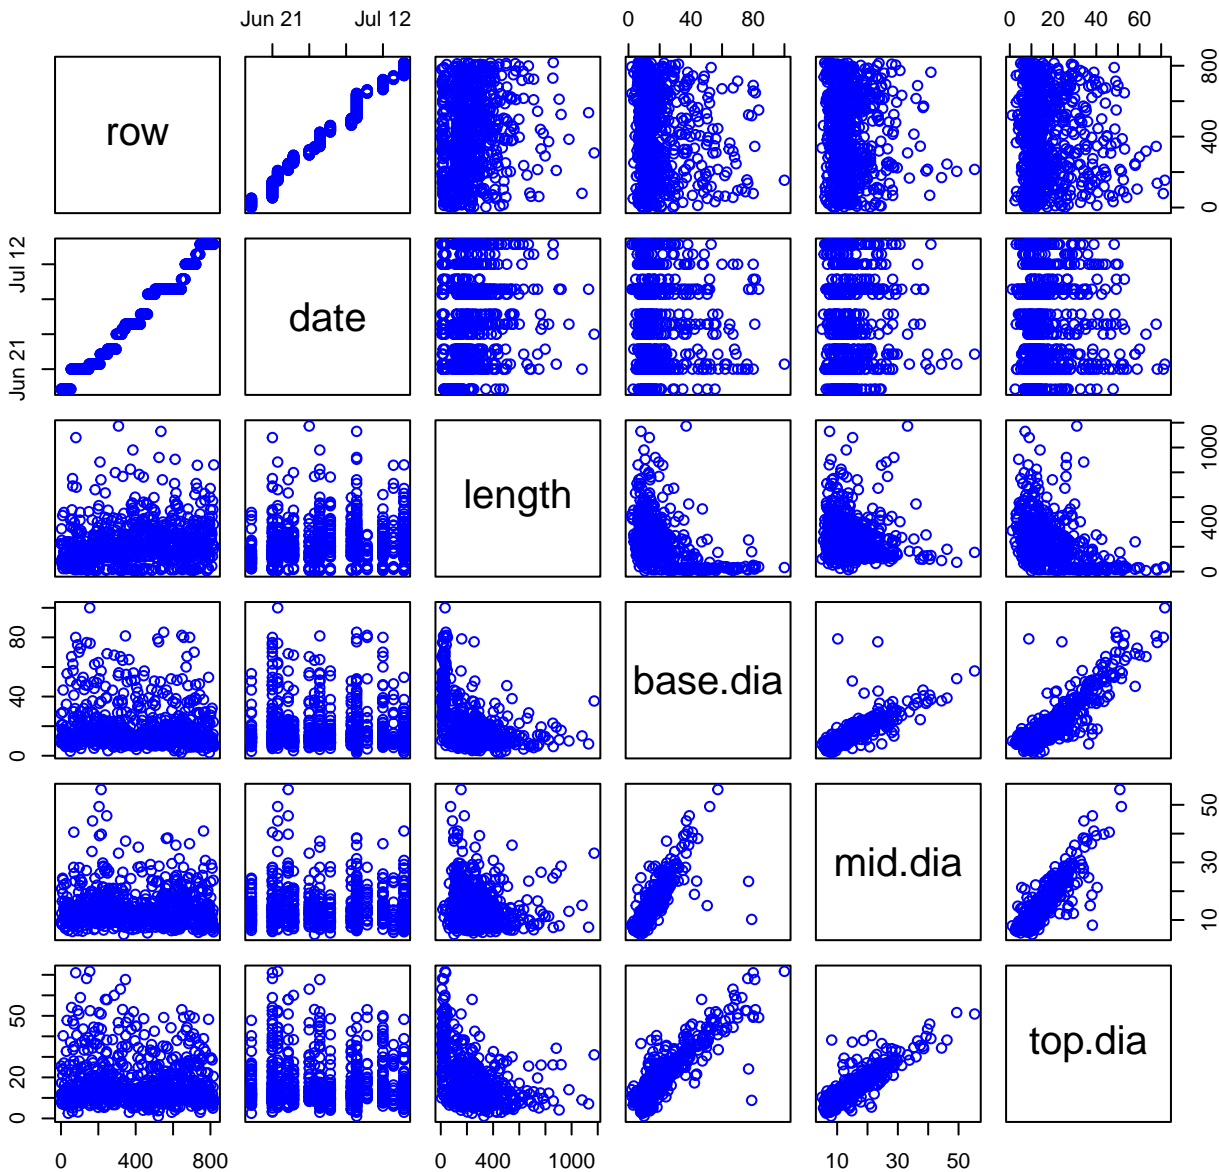 Jun 21 Jul 12 0 40 80 0 20 40 60
row 0 400 800
Jun 21 Jul 12 date
length 0 400 1000
0 40 80 base.dia
mid.dia 10 30 50
0 20 50 top.dia
0 400 800 0 400 1000 10 30 50